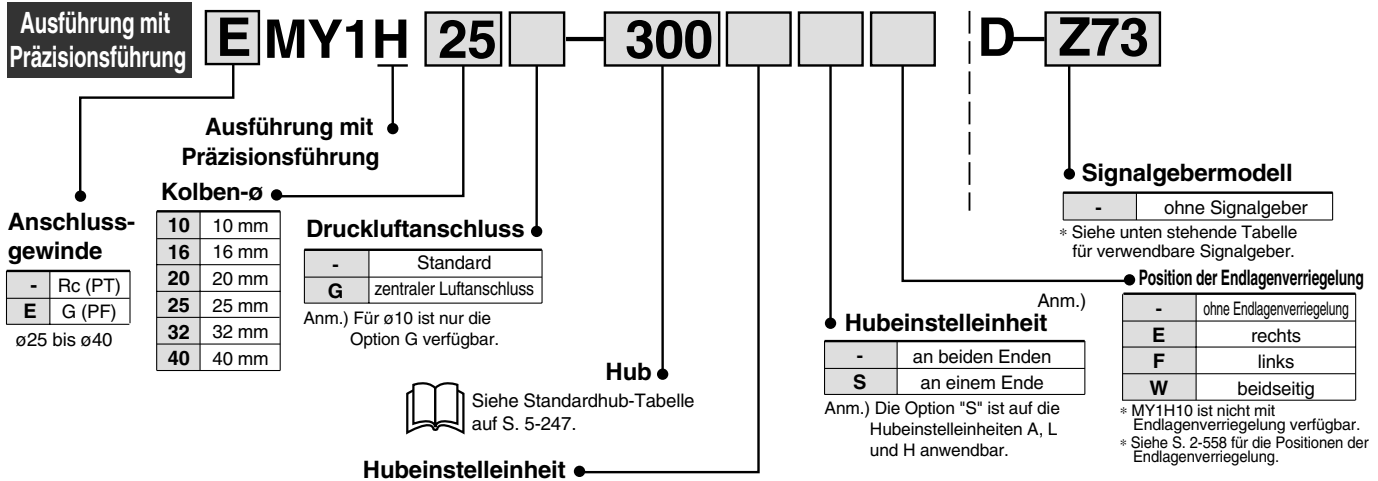 Ausführung mit
Präzisionsführung
E MY1H 25 - 300 D- Z73
Ausführung mit
Präzisionsführung
Anschluss-
gewinde
- Rc (PT)
E G (PF)
ø25 bis ø40
Kolben-ø
10 10 mm
16 16 mm
20 20 mm
25 25 mm
32 32 mm
40 40 mm
Druckluftanschluss
- Standard
G zentraler Luftanschluss
Anm.) Für ø10 ist nur die
Option G verfügbar.
Hub
Siehe Standardhub-Tabelle
auf S. 5-247.
Hubeinstelleinheit
Anm.)
Hubeinstelleinheit
- an beiden Enden
S an einem Ende
Anm.) Die Option "S" ist auf die
Hubeinstelleinheiten A, L
und H anwendbar.
Signalgebermodell
- ohne Signalgeber
* Siehe unten stehende Tabelle
für verwendbare Signalgeber.
Position der Endlagenverriegelung
- ohne Endlagenverriegelung
E rechts
F links
W beidseitig
* MY1H10 ist nicht mit
Endlagenverriegelung verfügbar.
* Siehe S. 2-558 für die Positionen der
Endlagenverriegelung.